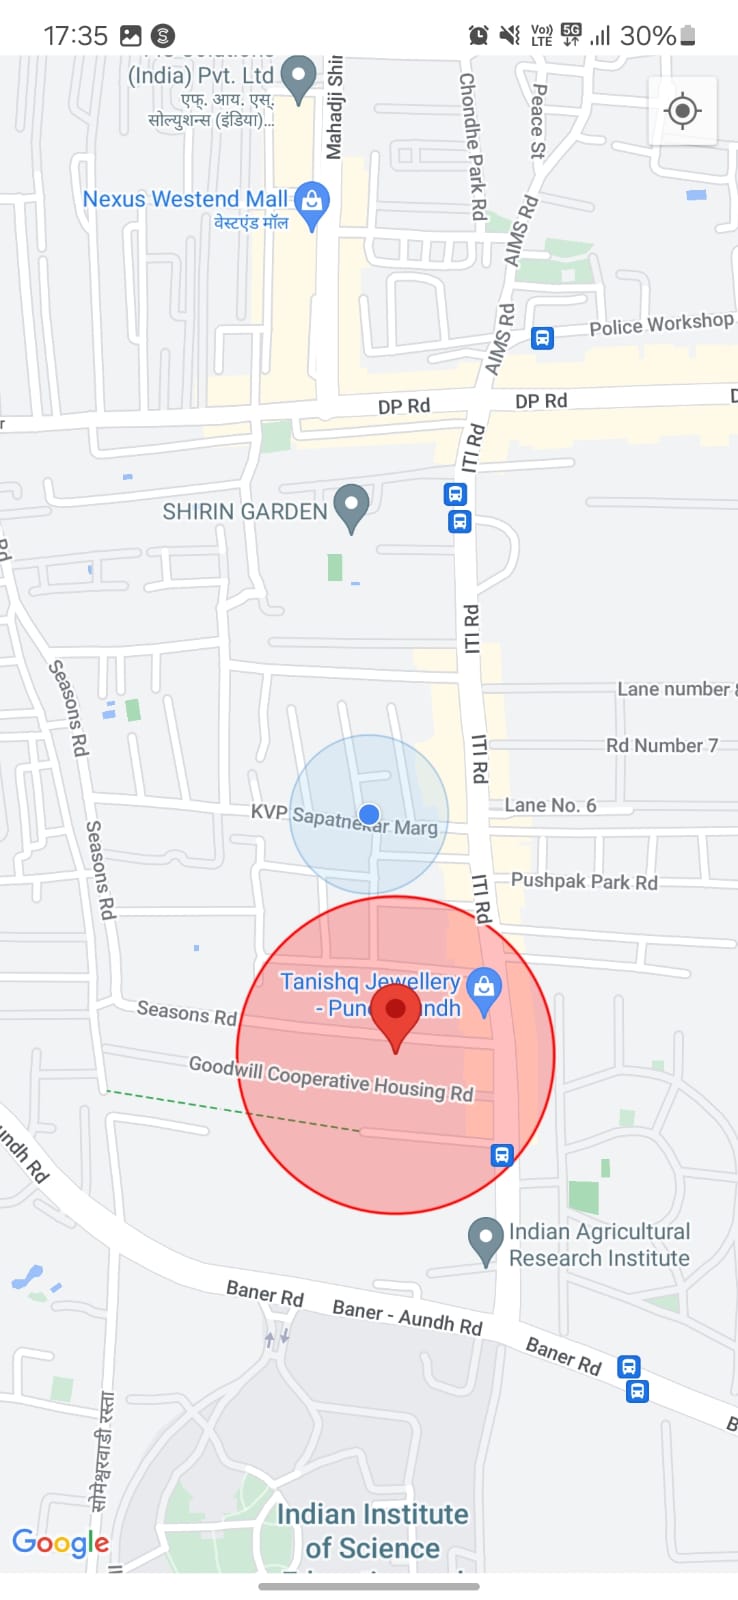 17:35
VoLTE
5G
30%
(India) Pvt. Ltd
एफ. आय. एस.
सोल्युशन्स (इंडिया)...
Mahadji Shin
Chondhe Park Rd
Peace St
Nexus Westend Mall
वेस्टएंड मॉल
AIMS Rd
AIMS Rd
Police Workshop
DP Rd
DP Rd
ITI Rd
SHIRIN GARDEN
ITI Rd
Seasons Rd
Lane number
ITI Rd
Rd Number 7
Lane No. 6
KVP Sapatnekar Marg
Seasons Rd
ITI Rd
Pushpak Park Rd
Tanishq Jewellery
Seasons Rd
Goodwill Cooperative Housing Rd
Indian Agricultural
Research Institute
Baner Rd
Baner - Aundh Rd
Baner Rd
सोमेश्वरवाडी रस्ता
Indian Institute
of Science
Google